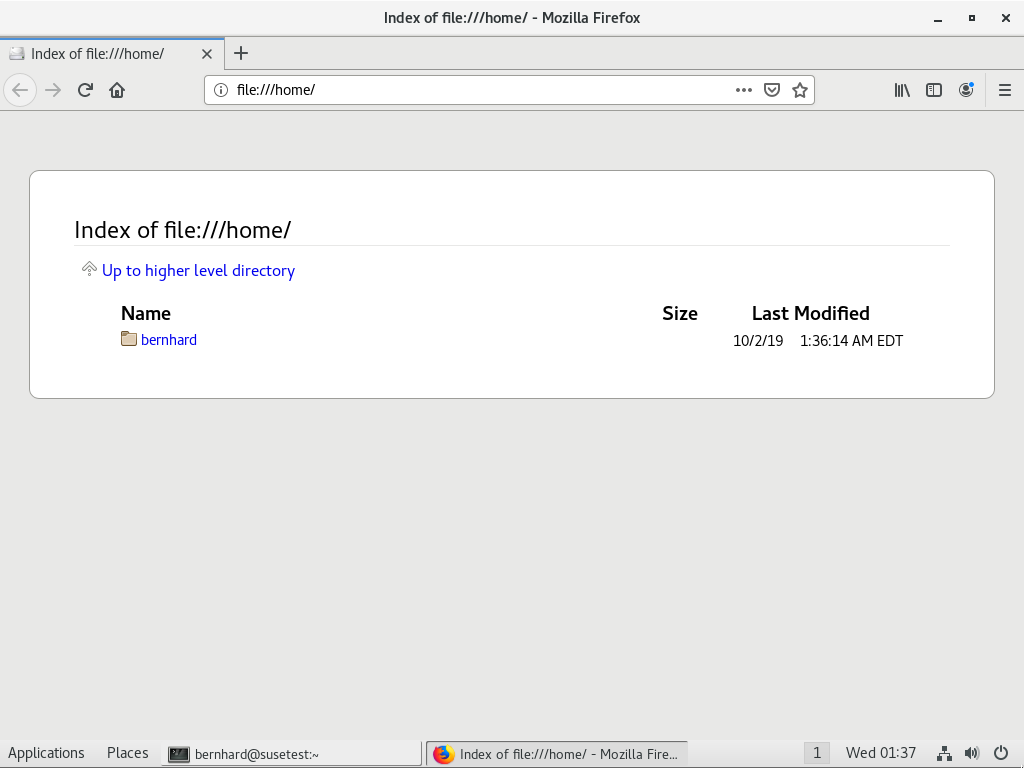 Index of file:///home/ - Mozilla Firefox
Index of file:///home/
file:///home/
Index of file:///home/
Up to higher level directory
Name Size Last Modified
bernhard 10/2/19 1:36:14 AM EDT
Applications Places bernhard@susetest:~ Index of file:///home/ - Mozilla Fire... 1 Wed 01:37